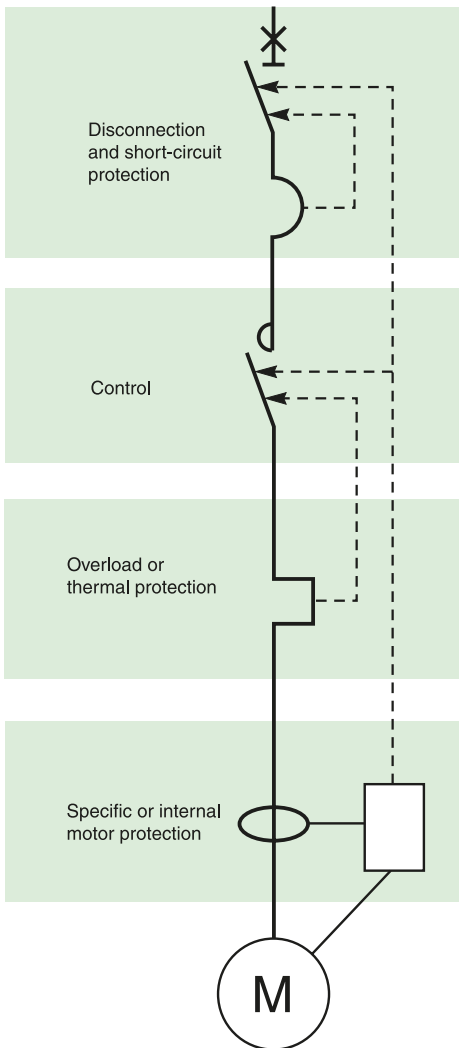 Disconnection
and short-circuit
protection
Control
Overload or
thermal protection
Specific or internal
motor protection
M